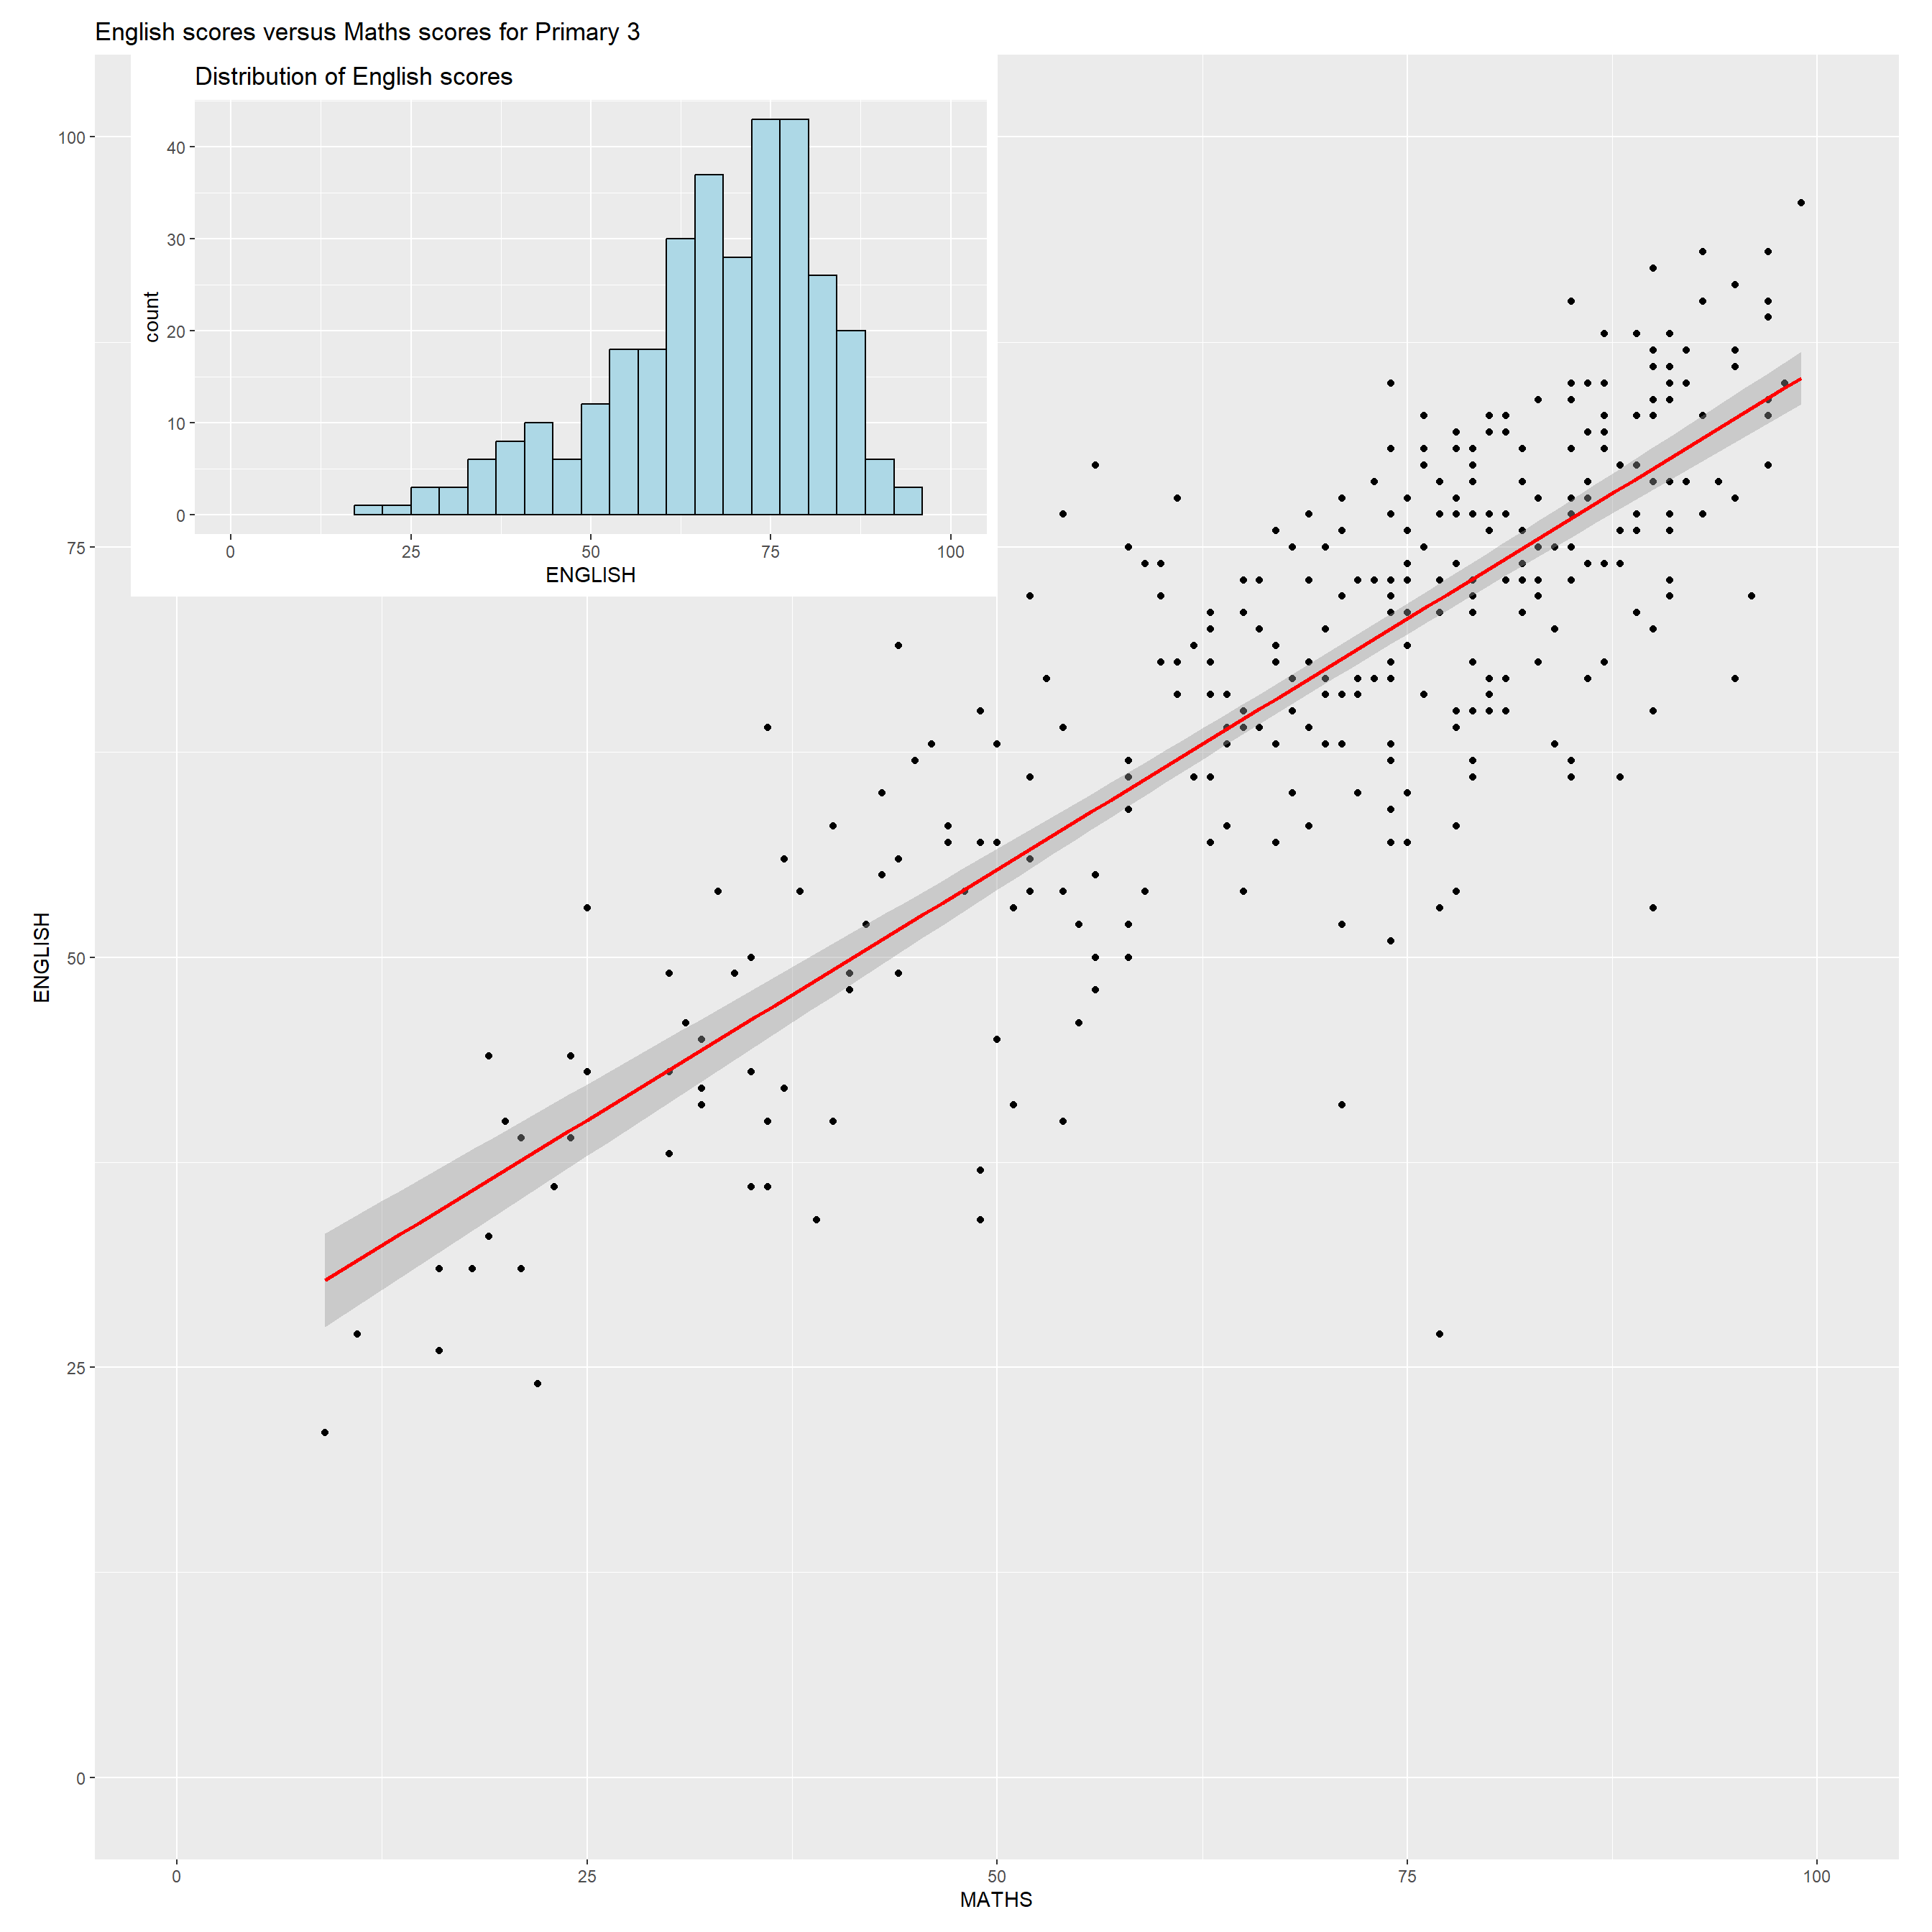 English scores versus Maths scores for Primary 3
Distribution of English scores
40
30
20
10
0
count
0 25 50 75 100
ENGLISH
100
75
50
25
0
ENGLISH
0 25 50 75 100
MATHS